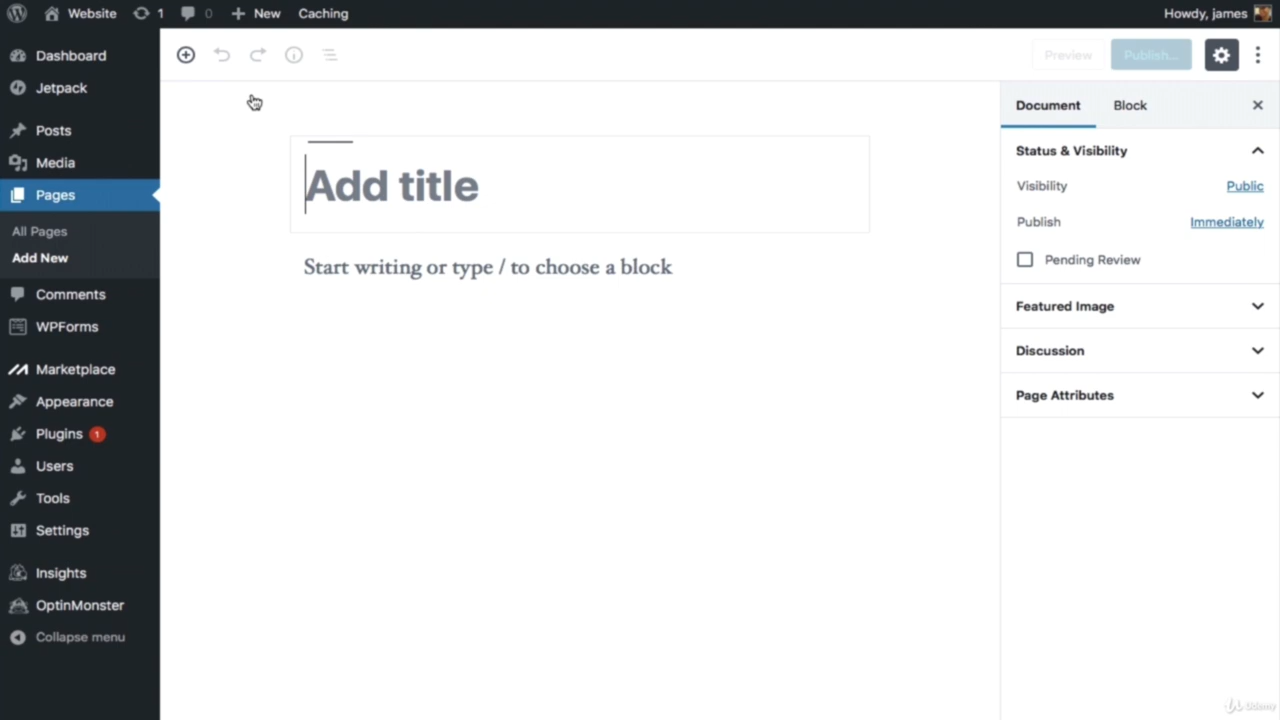 Website 1 0 New Caching Howdy, james
Dashboard
Jetpack
Posts
Media
Pages
All Pages
Add New
Comments
WPForms
Marketplace
Appearance
Plugins 1
Users
Tools
Settings
Insights
OptinMonster
Collapse menu
Preview Publish...
Add title
Start writing or type / to choose a block
Document Block
Status & Visibility
Visibility Public
Publish Immediately
Pending Review
Featured Image
Discussion
Page Attributes
Udemy